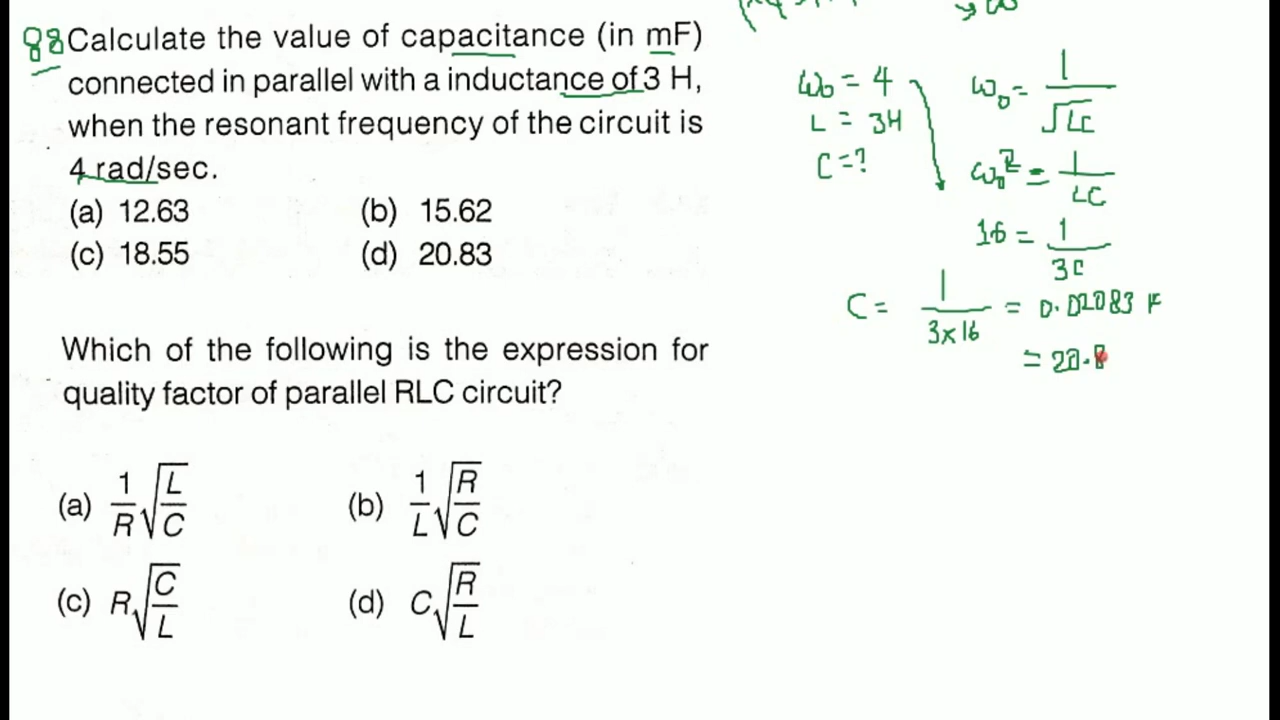 88 Calculate the value of capacitance (in mF)
connected in parallel with a inductance of 3 H,
when the resonant frequency of the circuit is
4 rad/sec.
(a) 12.63 (b) 15.62
(c) 18.55 (d) 20.83
Which of the following is the expression for
quality factor of parallel RLC circuit?
(a) 1/R √(L/C) (b) 1/L √(R/C)
(c) R√(C/L) (d) C√(R/L)
ω₀ = 4
L = 3H
C = ?
ω₀ = 1/√LC
ω₀² = 1/LC
16 = 1/3C
C = 1/3×16 = 0.02083 F
= 20.8